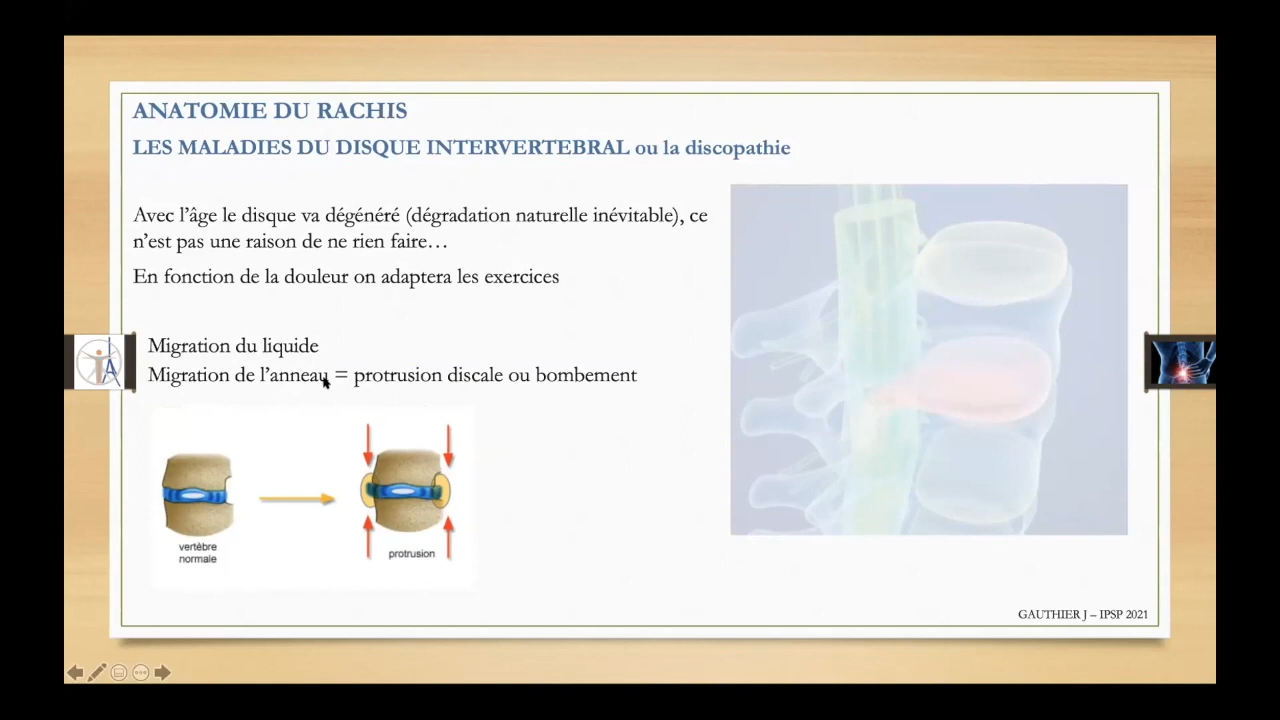 ANATOMIE DU RACHIS
LES MALADIES DU DISQUE INTERVERTEBRAL ou la discopathie
Avec l’âge le disque va dégénéré (dégradation naturelle inévitable), ce
n’est pas une raison de ne rien faire…
En fonction de la douleur on adaptera les exercices
Migration du liquide
Migration de l’anneau = protrusion discale ou bombement
vertèbre
normale
protrusion
GAUTHIER J – IPSP 2021